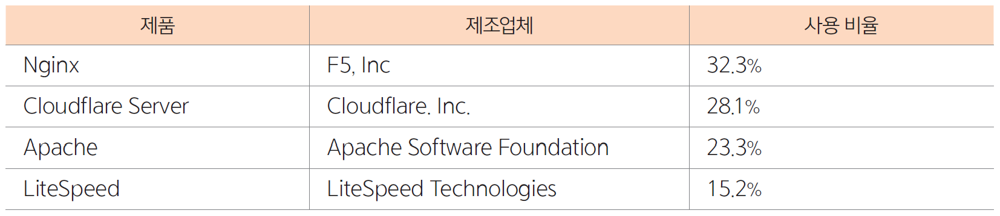 제품 제조업체 사용 비율
Nginx F5, Inc 32.3%
Cloudflare Server Cloudflare. Inc. 28.1%
Apache Apache Software Foundation 23.3%
LiteSpeed LiteSpeed Technologies 15.2%